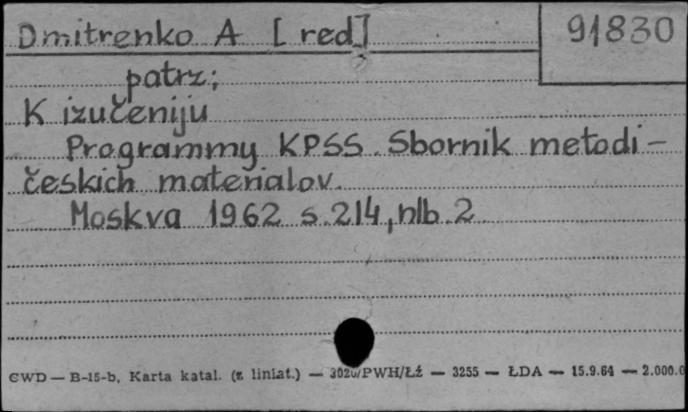 Dmitrenko A [red]
91830
patrz;
K izučeniju
Programmy KPSS. Sbornik metodi-
českich materialov.
Moskva 1962 s. 214, nlb. 2
CWD — B-15-b, Karta katal. (z liniat.) — PWH/Łź — 3255 — ŁDA — 15.9.64 — 2.000.0